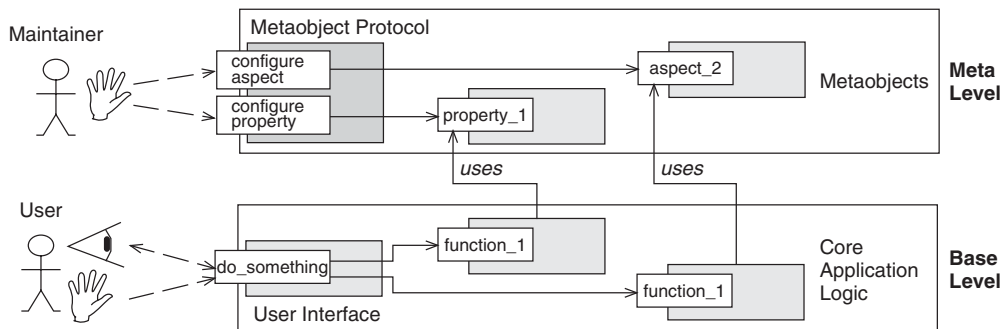 Maintainer
Metaobject Protocol
configure
aspect
configure
property
aspect_2
property_1
Metaobjects
Meta
Level
uses
uses
User
do_something
function_1
function_1
User Interface
Core
Application
Logic
Base
Level